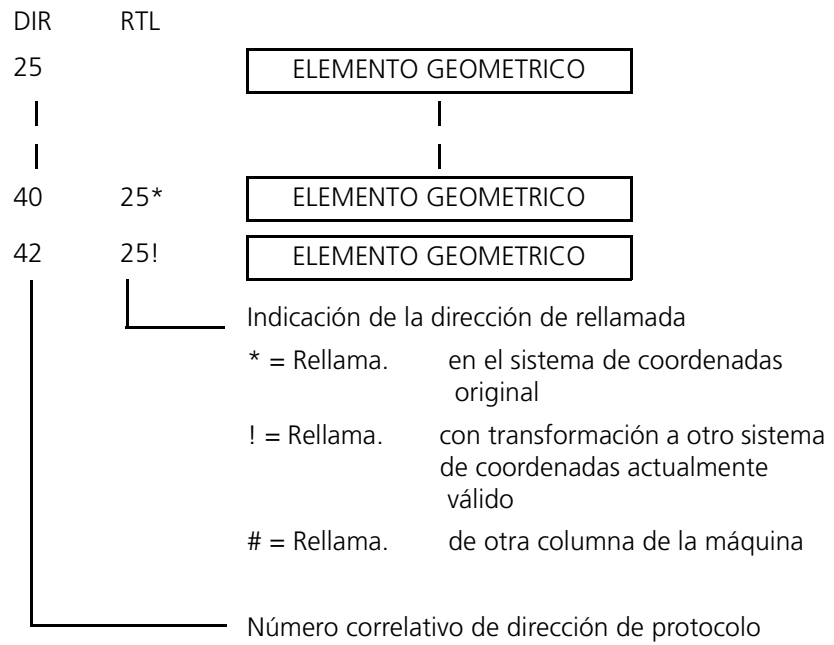 DIR RTL
25 ELEMENTO GEOMETRICO
40 25* ELEMENTO GEOMETRICO
42 25! ELEMENTO GEOMETRICO
Indicación de la dirección de rellamada
* = Rellama. en el sistema de coordenadas
original
! = Rellama. con transformación a otro sistema
de coordenadas actualmente
válido
# = Rellama. de otra columna de la máquina
Número correlativo de dirección de protocolo